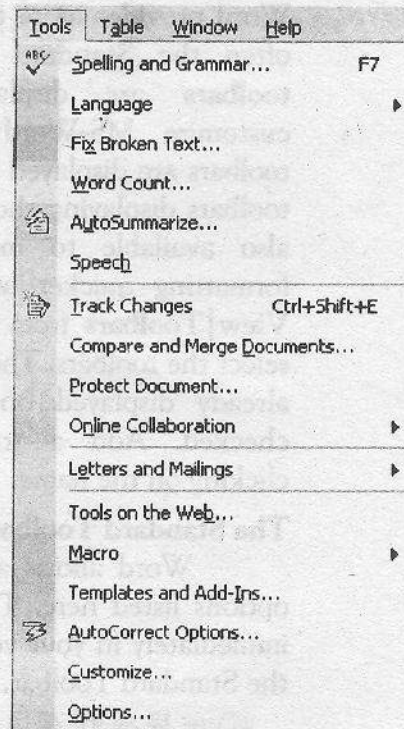 Tools Table Window Help
ABC Spelling and Grammar... F7
Language
Fix Broken Text...
Word Count...
AutoSummarize...
Speech
Track Changes Ctrl+Shift+E
Compare and Merge Documents...
Protect Document...
Online Collaboration
Letters and Mailings
Tools on the Web...
Macro
Templates and Add-Ins...
AutoCorrect Options...
Customize...
Options...